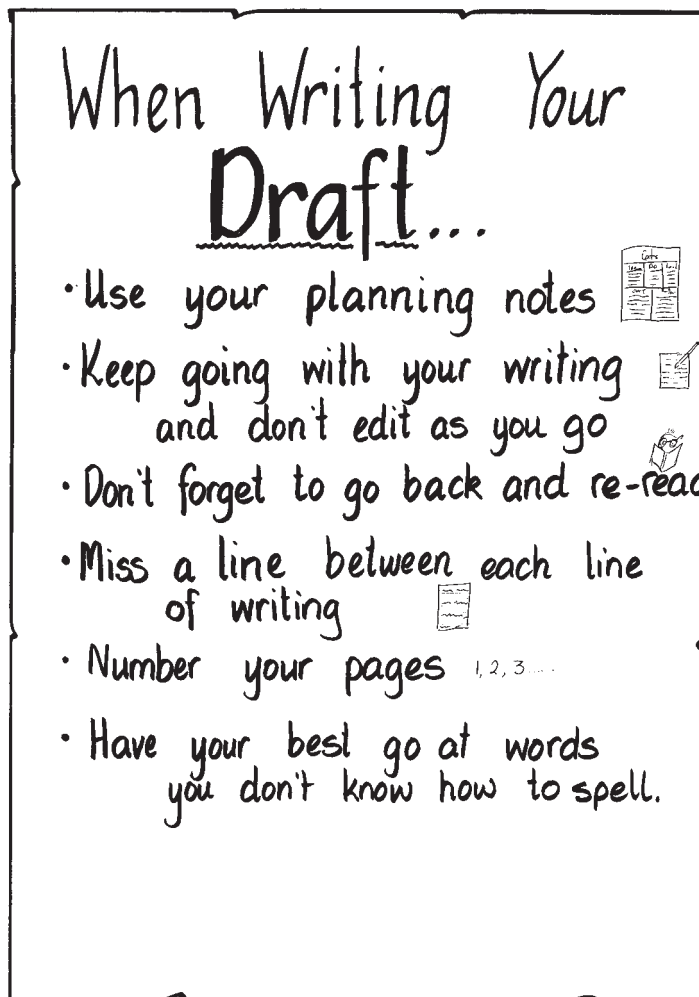 When Writing Your
Draft...
• Use your planning notes
Cats
• Keep going with your writing
and don't edit as you go
• Don't forget to go back and re-read
• Miss a line between each line
of writing
• Number your pages 1, 2, 3.....
• Have your best go at words
you don't know how to spell.